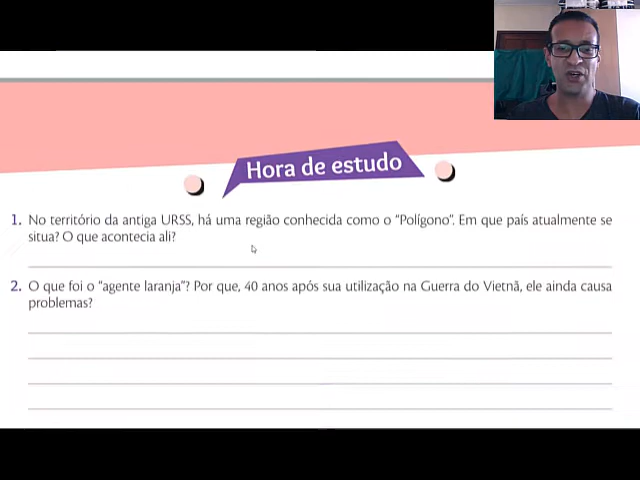 Hora de estudo
1. No território da antiga URSS, há uma região conhecida como o “Polígono”. Em que país atualmente se
situa? O que acontecia ali?
2. O que foi o “agente laranja”? Por que, 40 anos após sua utilização na Guerra do Vietnã, ele ainda causa
problemas?